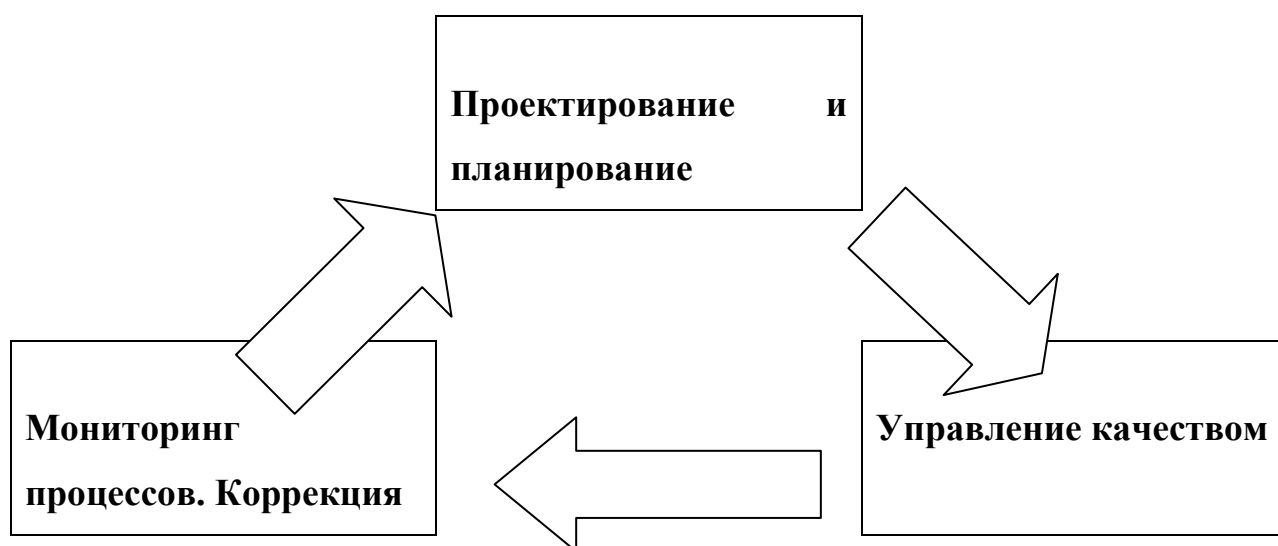 Проектирование и
планирование
Мониторинг
процессов. Коррекция
Управление качеством